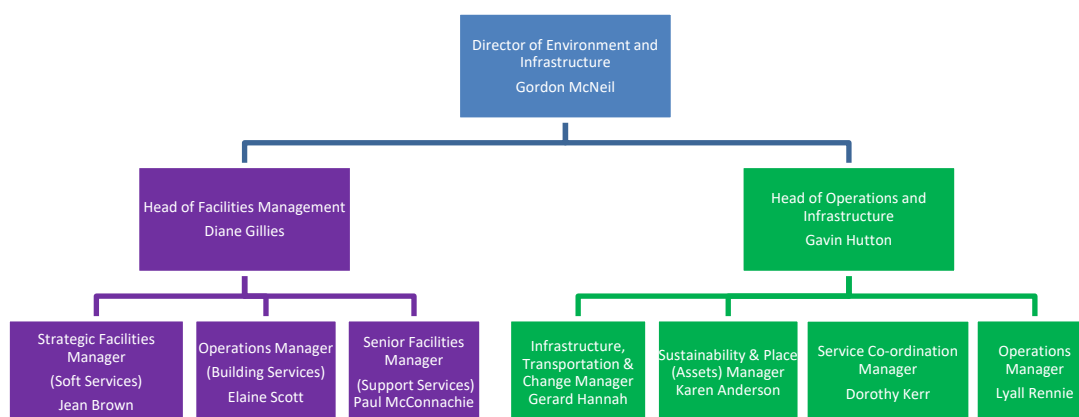 Director of Environment and
Infrastructure
Gordon McNeil
Head of Facilities Management
Diane Gillies
Head of Operations and
Infrastructure
Gavin Hutton
Strategic Facilities
Manager
(Soft Services)
Jean Brown
Operations Manager
(Building Services)
Elaine Scott
Senior Facilities
Manager
(Support Services)
Paul McConnachie
Infrastructure,
Transportation &
Change Manager
Gerard Hannah
Sustainability & Place
(Assets) Manager
Karen Anderson
Service Co-ordination
Manager
Dorothy Kerr
Operations
Manager
Lyall Rennie